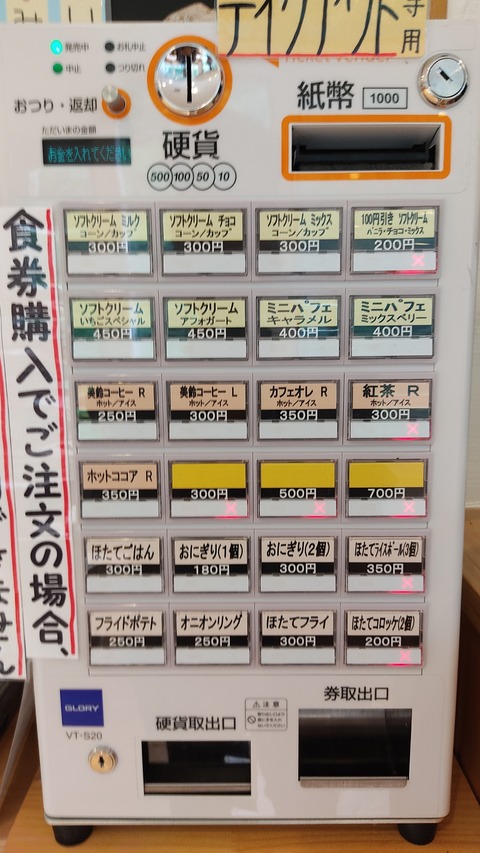 テイクアウト専用
Ticket Vender
発売中
お札中止
中止
つり切れ
おつり・返却
ただいまの金額
お金を入れてください
硬貨
500 100 50 10
紙幣 1000
食券購入でご注文の場合、
ソフトクリーム ミルク
コーン/カップ
300円
ソフトクリーム チョコ
コーン/カップ
300円
ソフトクリーム ミックス
コーン/カップ
300円
100円引き ソフトクリーム
バニラ・チョコ・ミックス
200円
ソフトクリーム
いちごスペシャル
450円
ソフトクリーム
アフォガート
450円
ミニパフェ
キャラメル
400円
ミニパフェ
ミックスベリー
400円
美鈴コーヒー R
ホット/アイス
250円
美鈴コーヒー L
ホット/アイス
300円
カフェオレ R
ホット/アイス
350円
紅茶 R
ホット/アイス
300円
ホットココア R
350円
300円
500円
700円
ほたてごはん
300円
おにぎり(1個)
180円
おにぎり(2個)
300円
ほたてライスボール(3個)
350円
フライドポテト
250円
オニオンリング
250円
ほたてフライ
300円
ほたてコロッケ(2個)
200円
GLORY
VT-S20
硬貨取出口
注意
券取出口